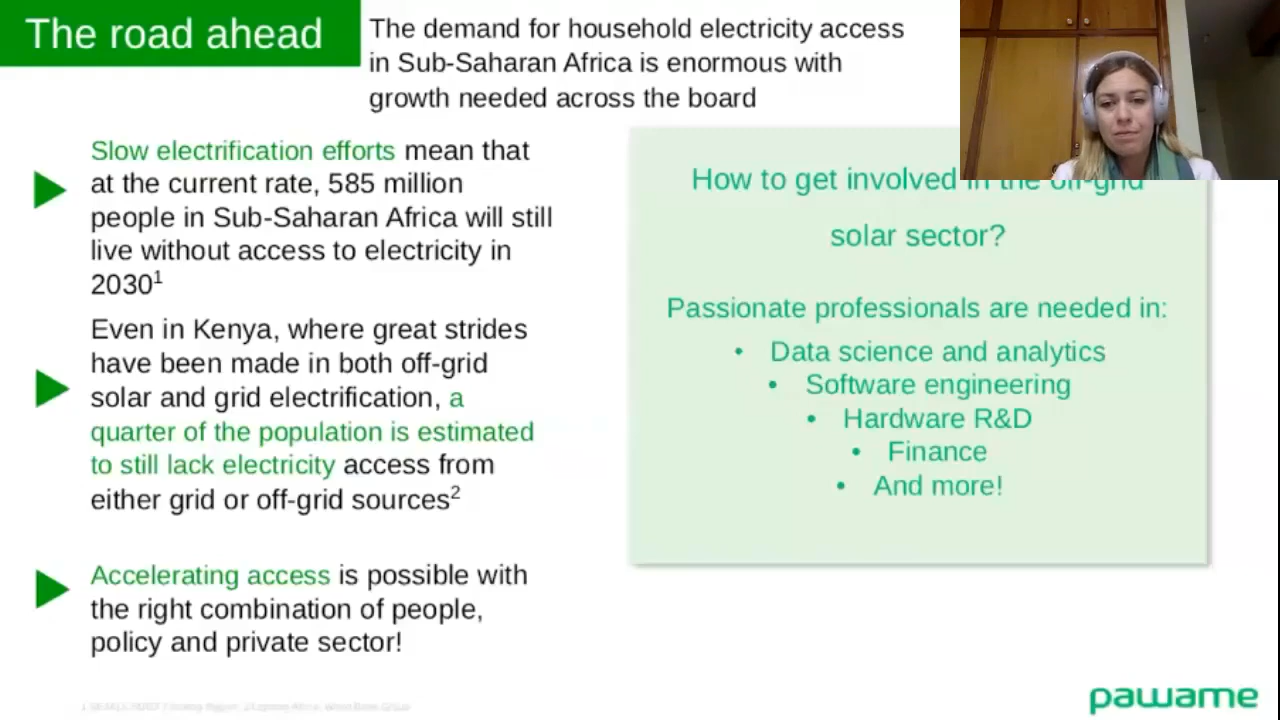 The road ahead
The demand for household electricity access
in Sub-Saharan Africa is enormous with
growth needed across the board
Slow electrification efforts mean that
at the current rate, 585 million
people in Sub-Saharan Africa will still
live without access to electricity in
2030¹
Even in Kenya, where great strides
have been made in both off-grid
solar and grid electrification, a
quarter of the population is estimated
to still lack electricity access from
either grid or off-grid sources²
Accelerating access is possible with
the right combination of people,
policy and private sector!
How to get involved in the off-grid
solar sector?
Passionate professionals are needed in:
• Data science and analytics
• Software engineering
• Hardware R&D
• Finance
• And more!
pawame